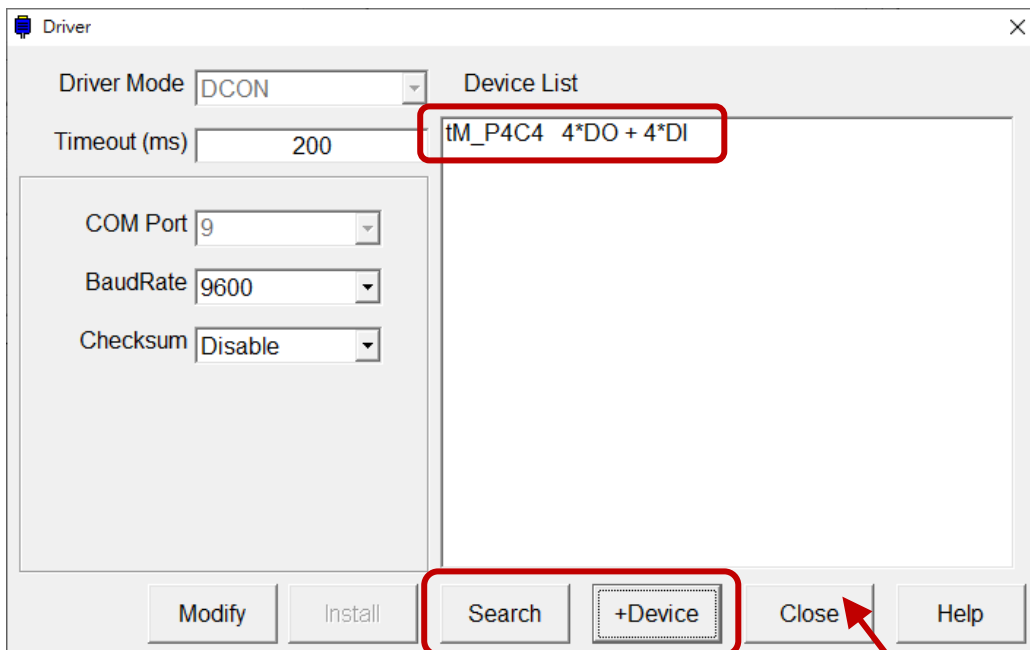 Driver
Driver Mode DCON
Timeout (ms) 200
COM Port 9
BaudRate 9600
Checksum Disable
Device List
tM_P4C4 4*DO + 4*DI
Modify Install Search +Device Close Help